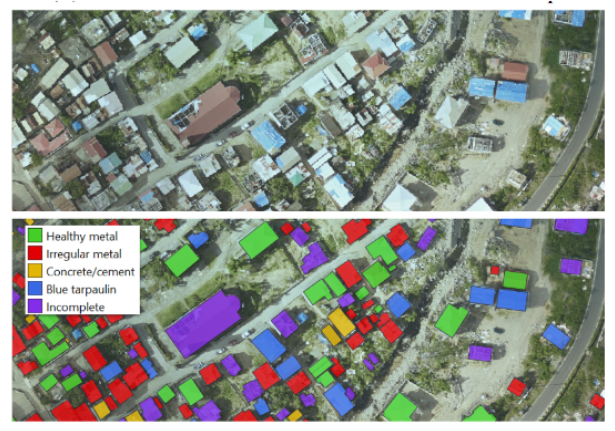 Healthy metal
Irregular metal
Concrete/cement
Blue tarpaulin
Incomplete